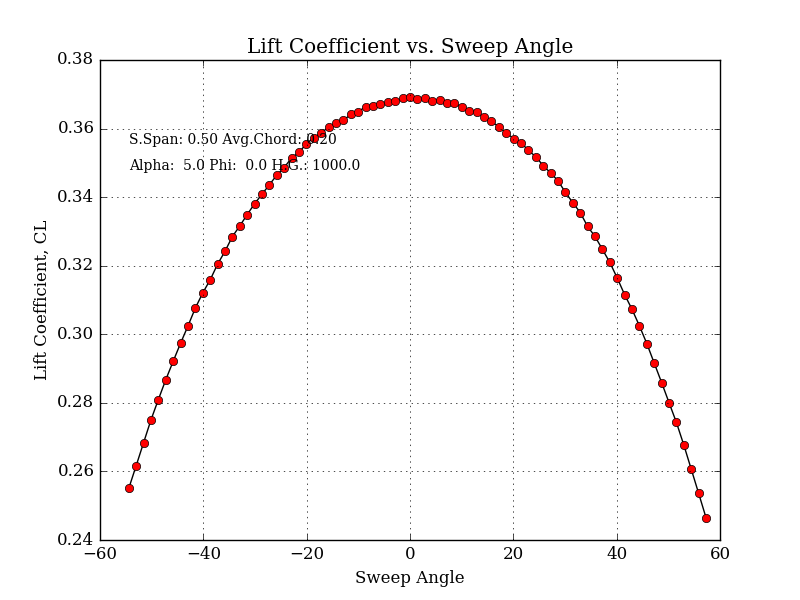 Lift Coefficient vs. Sweep Angle
0.38
0.36
0.34
0.32
0.30
0.28
0.26
0.24
Lift Coefficient, CL
S.Span: 0.50 Avg.Chord: 0.20
Alpha:  5.0 Phi:  0.0 H.G.: 1000.0
−60 −40 −20 0 20 40 60
Sweep Angle